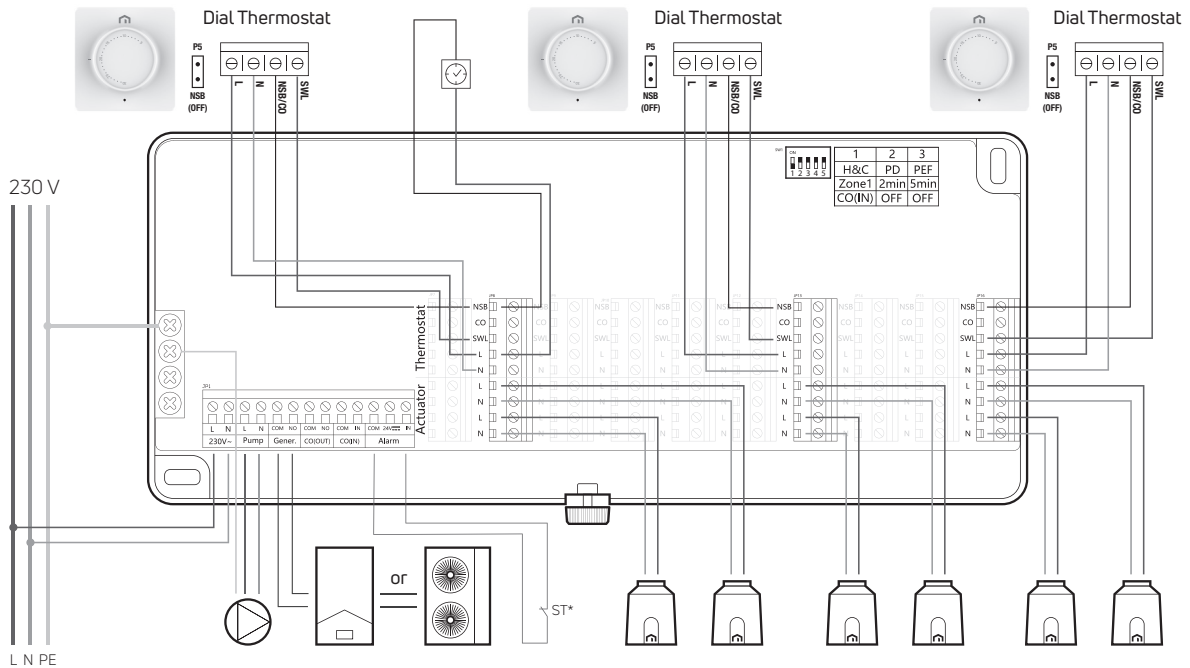 Dial Thermostat
Dial Thermostat
Dial Thermostat
P5
NSB
(OFF)
L
N
NSB/CO
SWL
P5
NSB
(OFF)
L
N
NSB/CO
SWL
P5
NSB
(OFF)
L
N
NSB/CO
SWL
230 V
SW1
ON
1 2 3 4 5
1 2 3
H&C PD PEF
Zone1 2min 5min
CO(IN) OFF OFF
Thermostat
Actuator
NSB
CO
SWL
L
N
L
N
L
N
NSB
CO
SWL
L
N
L
N
L
N
NSB
CO
SWL
L
N
L
N
L
N
JP1
L N L N COM NO COM NO COM IN COM 24V IN
230V~ Pump Gener. CO(OUT) CO(IN) Alarm
or
ST*
L N PE